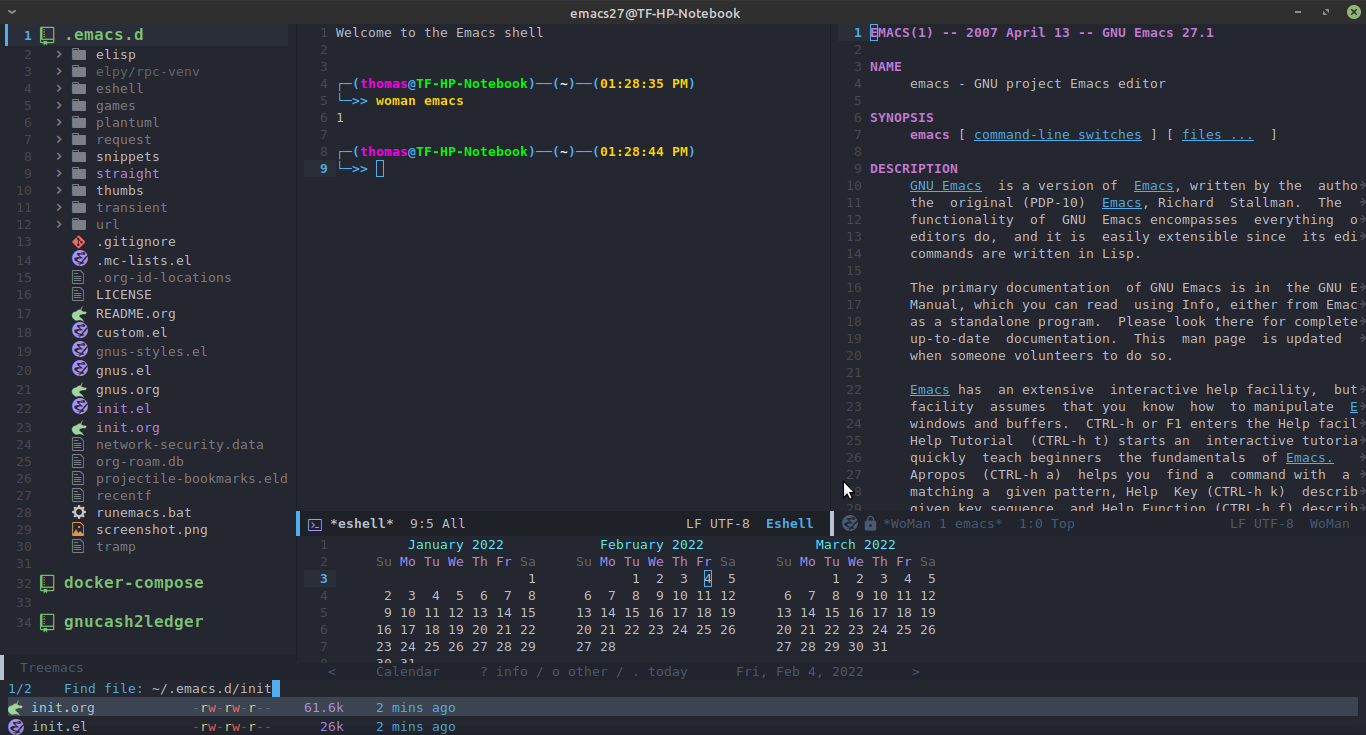 emacs27@TF-HP-Notebook
1 .emacs.d
2 elisp
3 elpy/rpc-venv
4 eshell
5 games
6 plantuml
7 request
8 snippets
9 straight
10 thumbs
11 transient
12 url
13 .gitignore
14 .mc-lists.el
15 .org-id-locations
16 LICENSE
17 README.org
18 custom.el
19 gnus-styles.el
20 gnus.el
21 gnus.org
22 init.el
23 init.org
24 network-security.data
25 org-roam.db
26 projectile-bookmarks.eld
27 recentf
28 runemacs.bat
29 screenshot.png
30 tramp
31
32 docker-compose
33
34 gnucash2ledger
Treemacs
1 Welcome to the Emacs shell
2
3
4 ┌─(thomas@TF-HP-Notebook)──(~)──(01:28:35 PM)
5 └─>> woman emacs
6 1
7
8 ┌─(thomas@TF-HP-Notebook)──(~)──(01:28:44 PM)
9 └─>>
*eshell* 9:5 All LF UTF-8 Eshell
1 EMACS(1) -- 2007 April 13 -- GNU Emacs 27.1
2
3 NAME
4 emacs - GNU project Emacs editor
5
6 SYNOPSIS
7 emacs [ command-line switches ] [ files ... ]
8
9 DESCRIPTION
10 GNU Emacs is a version of Emacs, written by the autho
11 the original (PDP-10) Emacs, Richard Stallman. The
12 functionality of GNU Emacs encompasses everything o
13 editors do, and it is easily extensible since its edi
14 commands are written in Lisp.
15
16 The primary documentation of GNU Emacs is in the GNU E
17 Manual, which you can read using Info, either from Emac
18 as a standalone program. Please look there for complete
19 up-to-date documentation. This man page is updated
20 when someone volunteers to do so.
21
22 Emacs has an extensive interactive help facility, but
23 facility assumes that you know how to manipulate E
24 windows and buffers. CTRL-h or F1 enters the Help facil
25 Help Tutorial (CTRL-h t) starts an interactive tutoria
26 quickly teach beginners the fundamentals of Emacs.
27 Apropos (CTRL-h a) helps you find a command with a
28 matching a given pattern, Help Key (CTRL-h k) describ
29 given key sequence, and Help Function (CTRL-h f) describ
*WoMan 1 emacs* 1:0 Top LF UTF-8 WoMan
1 January 2022 February 2022 March 2022
2 Su Mo Tu We Th Fr Sa Su Mo Tu We Th Fr Sa Su Mo Tu We Th Fr Sa
3 1 1 2 3 4 5 1 2 3 4 5
4 2 3 4 5 6 7 8 6 7 8 9 10 11 12 6 7 8 9 10 11 12
5 9 10 11 12 13 14 15 13 14 15 16 17 18 19 13 14 15 16 17 18 19
6 16 17 18 19 20 21 22 20 21 22 23 24 25 26 20 21 22 23 24 25 26
7 23 24 25 26 27 28 29 27 28 27 28 29 30 31
8 30 31
< Calendar ? info / o other / . today Fri, Feb 4, 2022 >
1/2 Find file: ~/.emacs.d/init
init.org -rw-rw-r-- 61.6k 2 mins ago
init.el -rw-rw-r-- 26k 2 mins ago